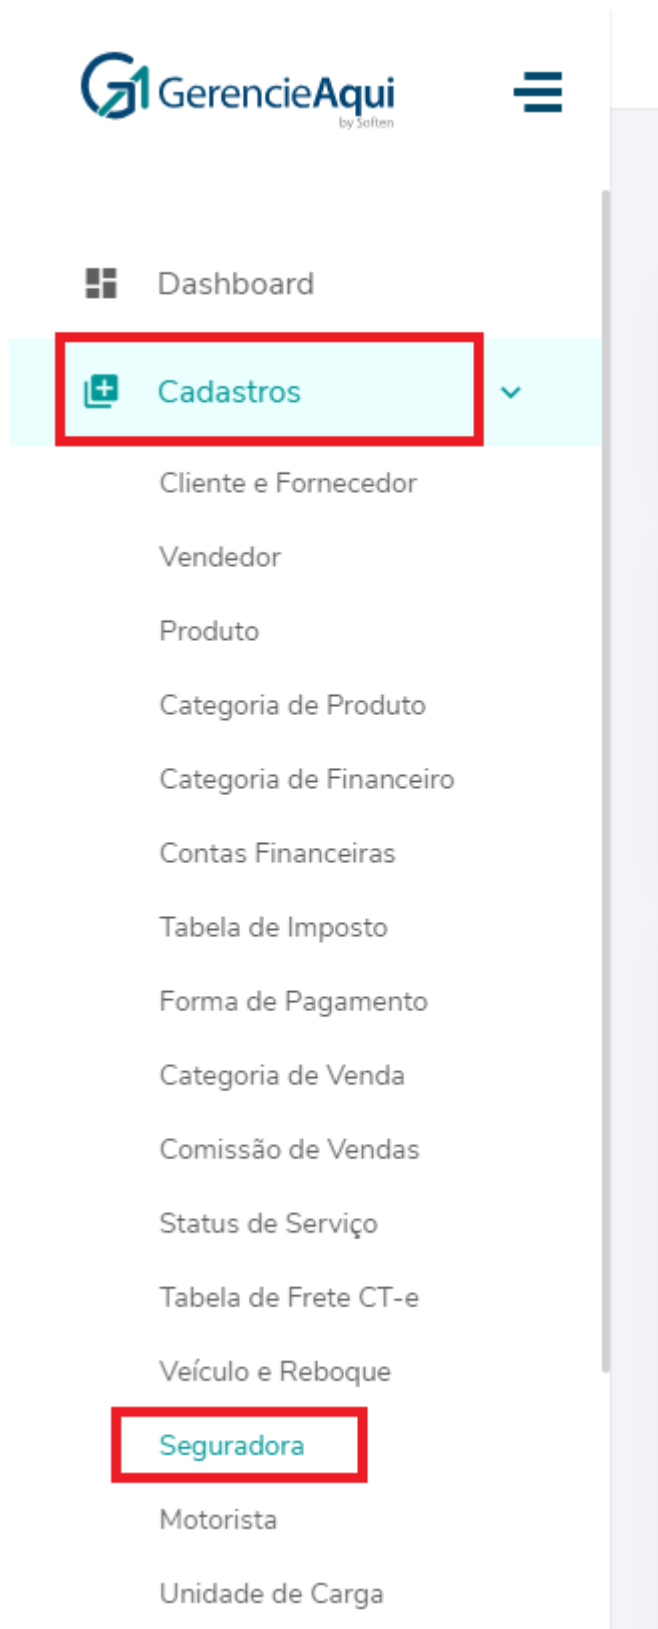 GerencieAqui
by Soften
Dashboard
Cadastros
Cliente e Fornecedor
Vendedor
Produto
Categoria de Produto
Categoria de Financeiro
Contas Financeiras
Tabela de Imposto
Forma de Pagamento
Categoria de Venda
Comissão de Vendas
Status de Serviço
Tabela de Frete CT-e
Veículo e Reboque
Seguradora
Motorista
Unidade de Carga